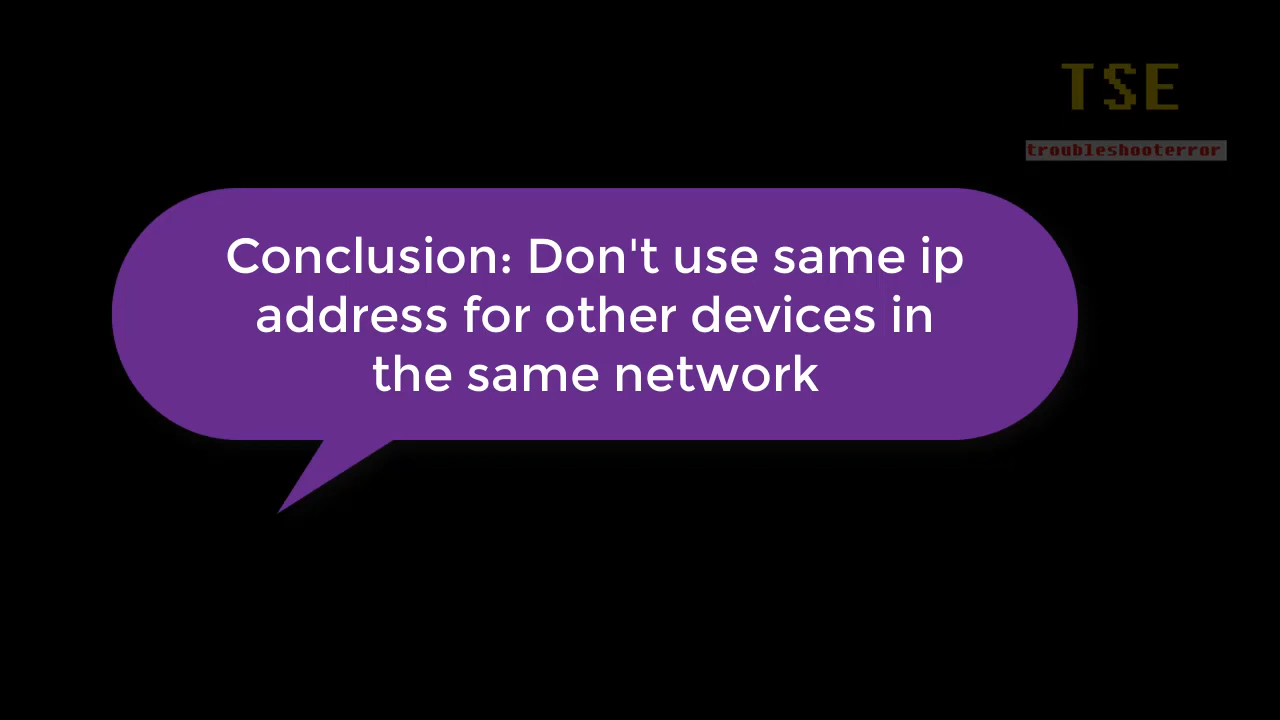 TSE
troubleshooterror
Conclusion: Don't use same ip
address for other devices in
the same network